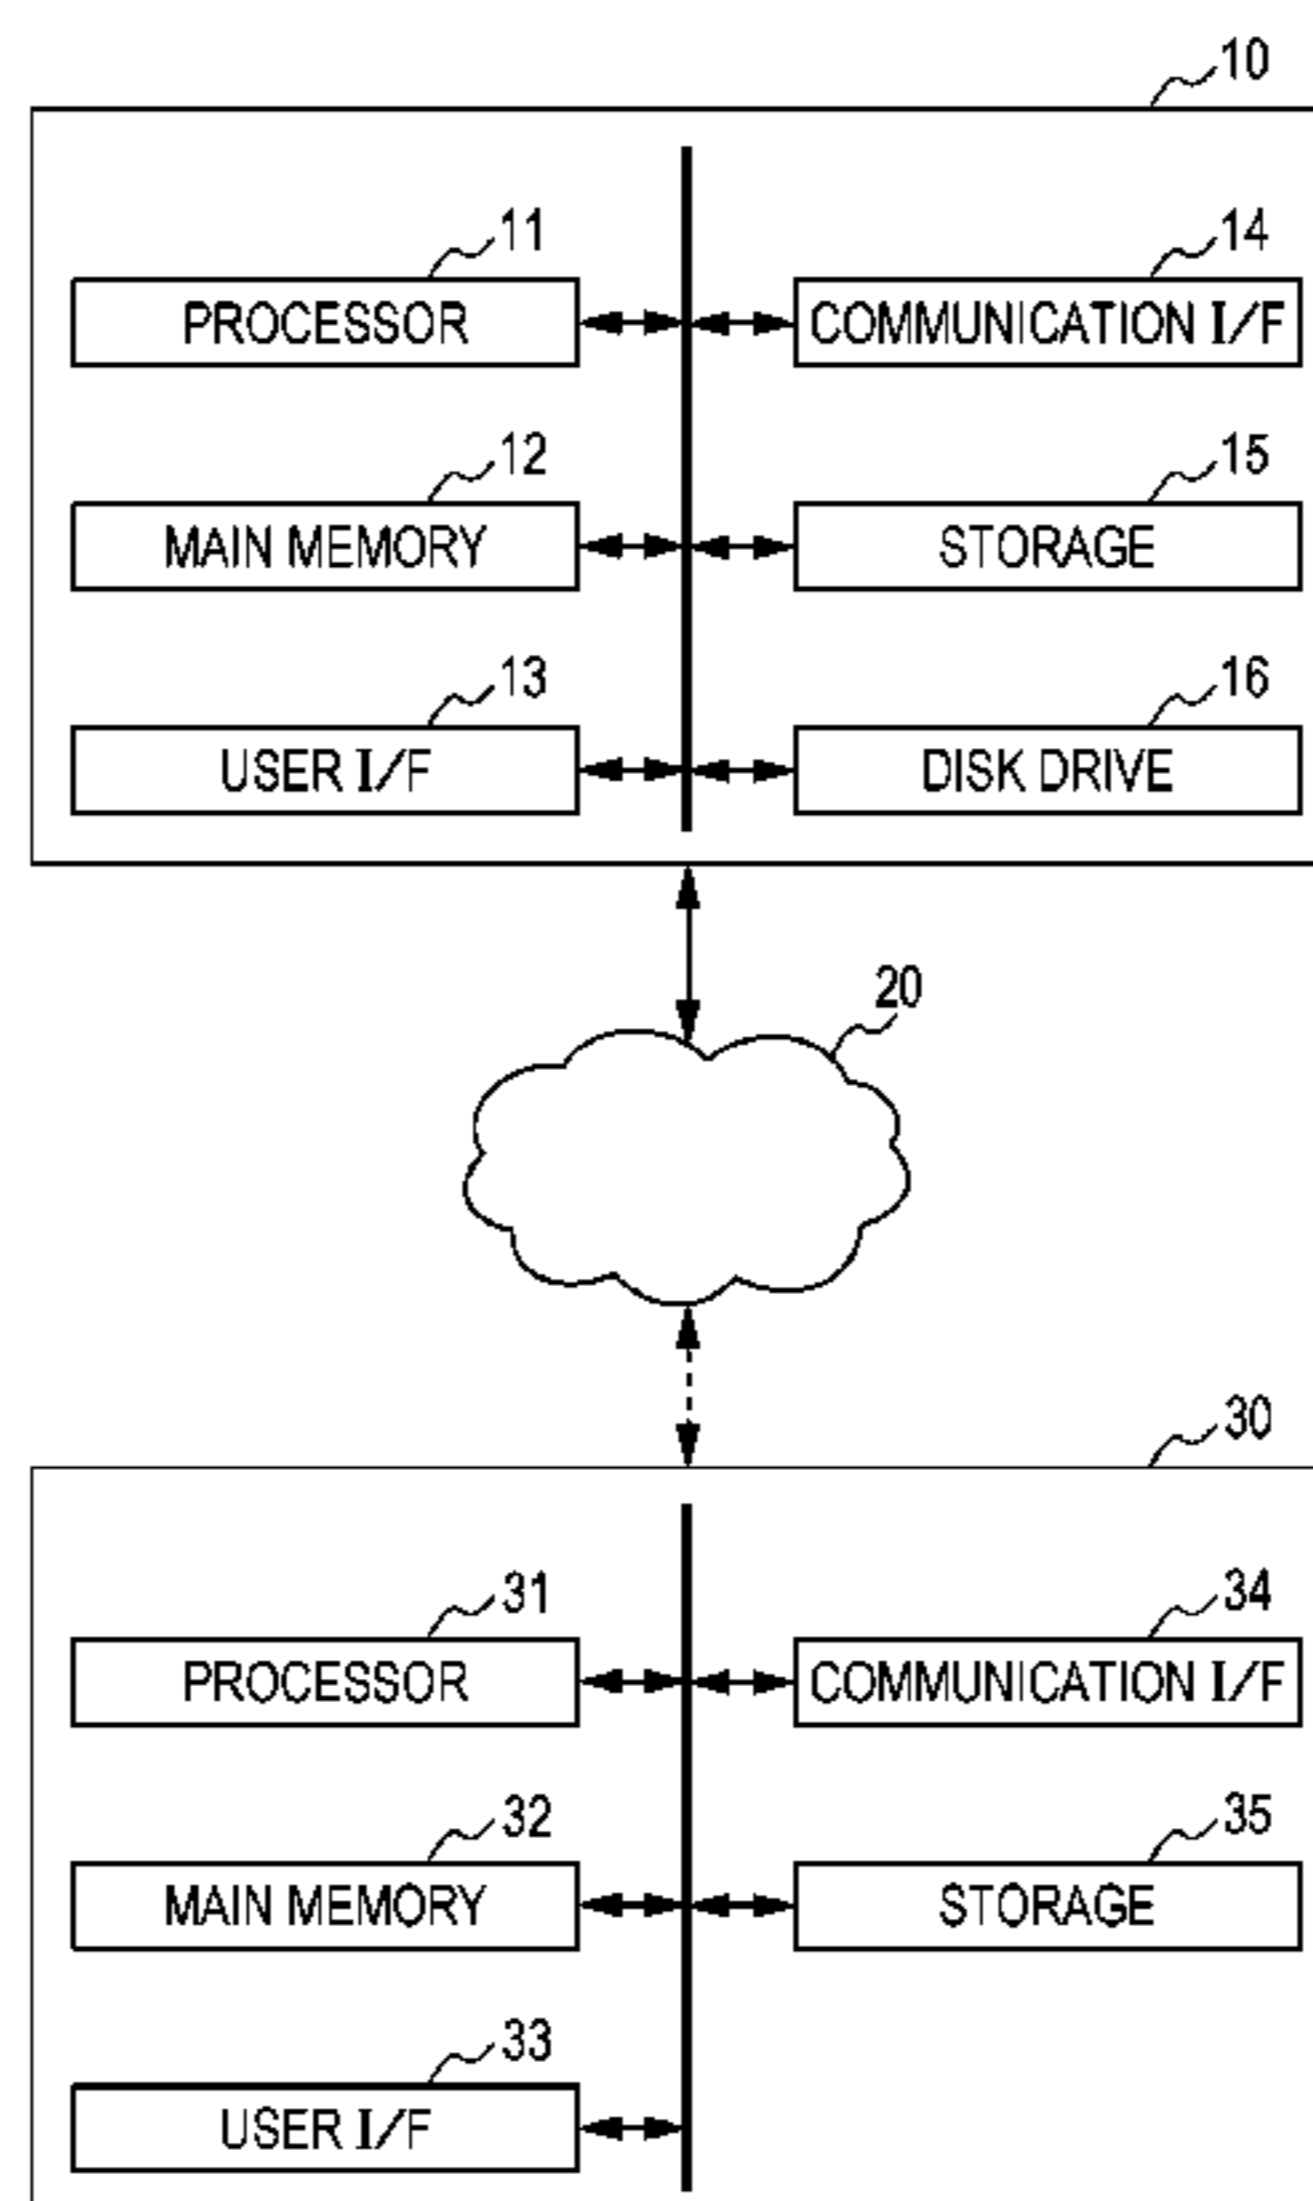 10
11
14
PROCESSOR
COMMUNICATION I/F
12
15
MAIN MEMORY
STORAGE
13
16
USER I/F
DISK DRIVE
20
30
31
34
PROCESSOR
COMMUNICATION I/F
32
35
MAIN MEMORY
STORAGE
33
USER I/F